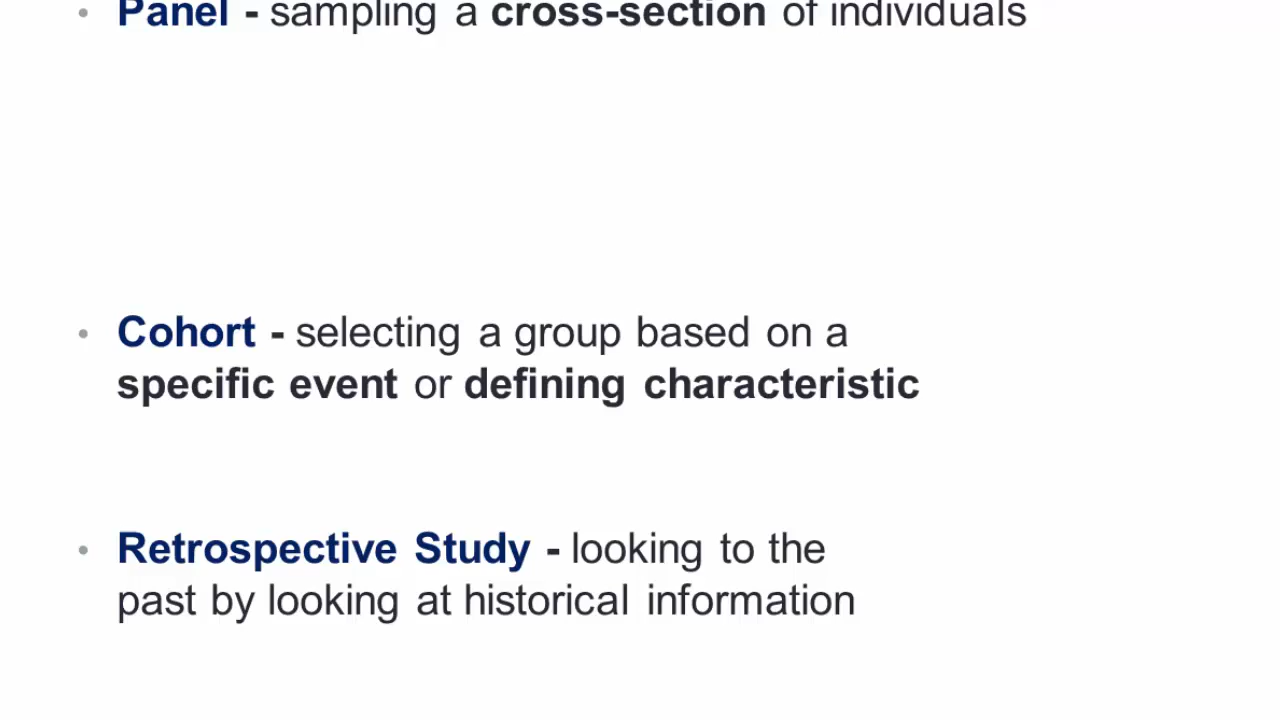 • Panel - sampling a cross-section of individuals
• Cohort - selecting a group based on a
specific event or defining characteristic
• Retrospective Study - looking to the
past by looking at historical information